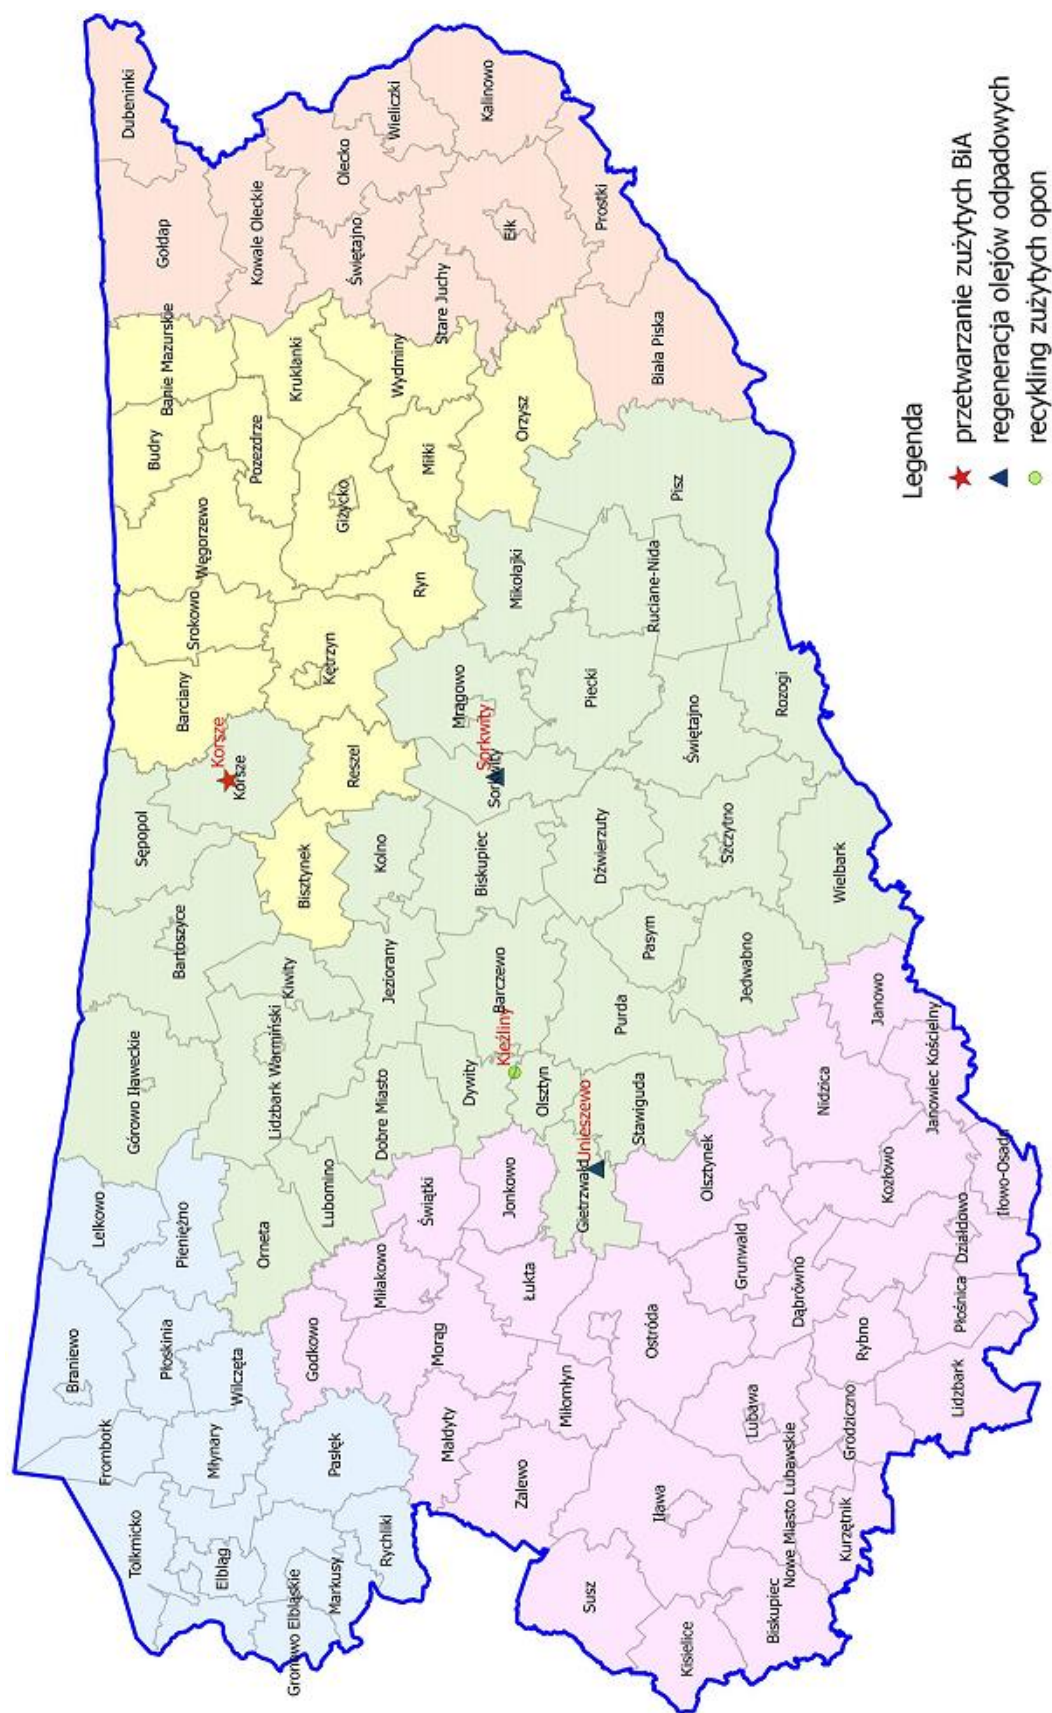 Dubeninki
Gołdap
Kowale Oleckie
Olecko
Wieliczki
Kalinowo
Świętajno
Ełk
Prostki
Stare Juchy
Biała Piska
Banie Mazurskie
Budry
Kruklanki
Pozezdrze
Wydminy
Orzysz
Miłki
Giżycko
Węgorzewo
Srokowo
Ryn
Kętrzyn
Barciany
Reszel
Bisztynek
Pisz
Mikołajki
Ruciane-Nida
Mrągowo
Piecki
Świętajno
Rozogi
Sorkwity
Sorkwity
Korsze
Korsze
Sępopol
Kolno
Biskupiec
Dźwierzuty
Szczytno
Wielbark
Bartoszyce
Kiwity
Jeziorany
Barczewo
Pasym
Jedwabno
Purda
Górowo Iławeckie
Lidzbark Warmiński
Dobre Miasto
Dywity
Kieźliny
Olsztyn
Unieszewo
Stawiguda
Gietrzwałd
Lubomino
Orneta
Lelkowo
Pieniężno
Braniewo
Płoskinia
Wilczęta
Frombork
Młynary
Pasłęk
Tolkmicko
Elbląg
Gronowo Elbląskie
Markusy
Rychliki
Świątki
Jonkowo
Olsztynek
Nidzica
Janowo
Janowiec Kościelny
Kozłowo
Iłowo-Osada
Działdowo
Płośnica
Miłakowo
Łukta
Grunwald
Dąbrówno
Rybno
Lidzbark
Godkowo
Morąg
Ostróda
Miłomłyn
Małdyty
Zalewo
Lubawa
Grodziczno
Nowe Miasto Lubawskie
Kurzętnik
Iława
Susz
Biskupiec
Kisielice
Legenda
przetwarzanie zużytych BiA
regeneracja olejów odpadowych
recykling zużytych opon